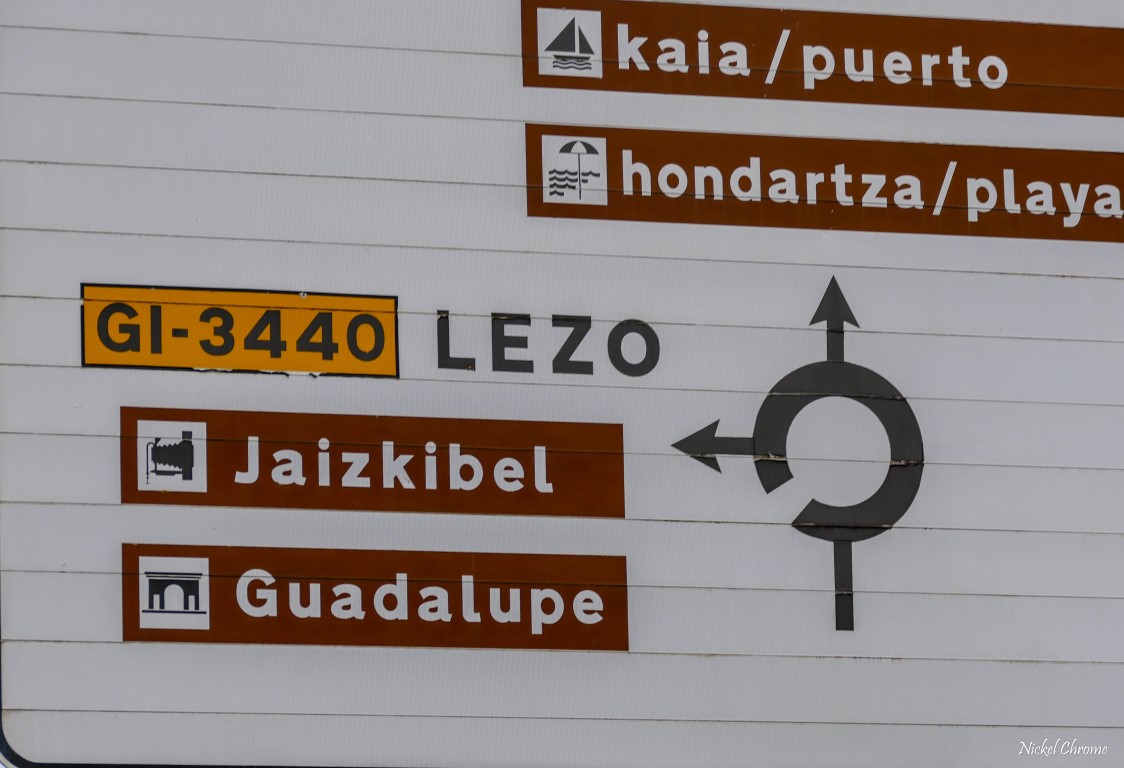 kaia/puerto
hondartza/playa
GI-3440 LEZO
Jaizkibel
Guadalupe
Nickel Chrome